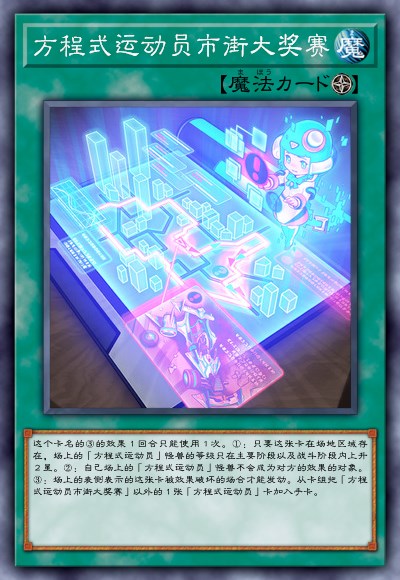 方程式运动员市街大奖赛
魔
【魔法カード】
まほう
这个卡名的③的效果1回合只能使用1次。①：只要这张卡在场地区域存
在，场上的「方程式运动员」怪兽的等级只在主要阶段以及战斗阶段内上升
2星。②：自己场上的「方程式运动员」怪兽不会成为对方的效果的对象。
③：场上的表侧表示的这张卡被效果破坏的场合才能发动。从卡组把「方程
式运动员市街大奖赛」以外的1张「方程式运动员」卡加入手卡。